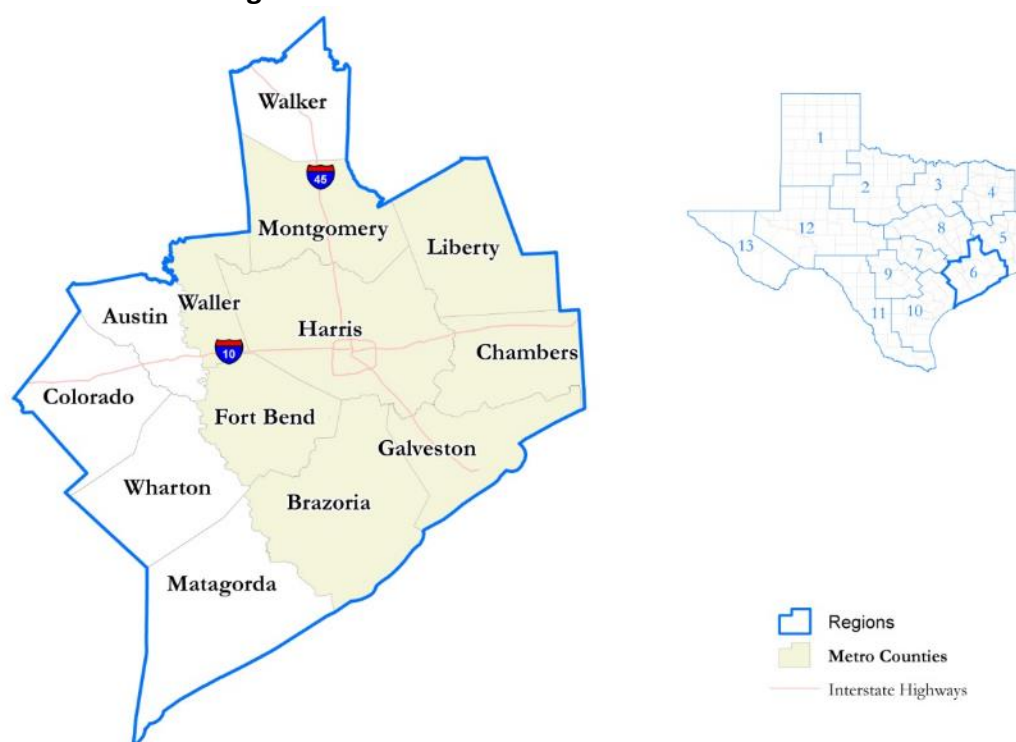 Walker
45
Montgomery
Liberty
Austin
Waller
Harris
10
Chambers
Colorado
Fort Bend
Galveston
Wharton
Brazoria
Matagorda
1
2
3
4
5
6
7
8
9
10
11
12
13
Regions
Metro Counties
Interstate Highways